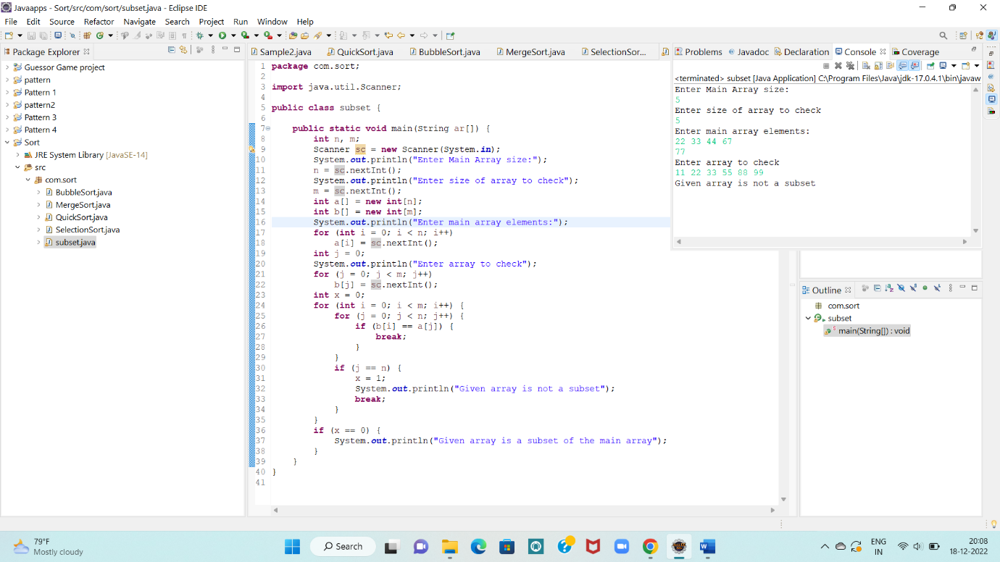 Javaapps - Sort/src/com/sort/subset.java - Eclipse IDE
File Edit Source Refactor Navigate Search Project Run Window Help
Package Explorer
Guessor Game project
pattern
Pattern 1
pattern2
Pattern 3
Pattern 4
Sort
JRE System Library [JavaSE-14]
src
com.sort
BubbleSort.java
MergeSort.java
QuickSort.java
SelectionSort.java
subset.java
Sample2.java QuickSort.java BubbleSort.java MergeSort.java SelectionSor...
1 package com.sort;
2
3 import java.util.Scanner;
4
5 public class subset {
6
7 public static void main(String ar[]) {
8 int n, m;
9 Scanner sc = new Scanner(System.in);
10 System.out.println("Enter Main Array size:");
11 n = sc.nextInt();
12 System.out.println("Enter size of array to check");
13 m = sc.nextInt();
14 int a[] = new int[n];
15 int b[] = new int[m];
16 System.out.println("Enter main array elements:");
17 for (int i = 0; i < n; i++)
18 a[i] = sc.nextInt();
19 int j = 0;
20 System.out.println("Enter array to check");
21 for (j = 0; j < m; j++)
22 b[j] = sc.nextInt();
23 int x = 0;
24 for (int i = 0; i < m; i++) {
25 for (j = 0; j < n; j++) {
26 if (b[i] == a[j]) {
27 break;
28 }
29 }
30 if (j == n) {
31 x = 1;
32 System.out.println("Given array is not a subset");
33 break;
34 }
35 }
36 if (x == 0) {
37 System.out.println("Given array is a subset of the main array");
38 }
39 }
40 }
41
Problems Javadoc Declaration Console Coverage
<terminated> subset [Java Application] C:\Program Files\Java\jdk-17.0.4.1\bin\javaw
Enter Main Array size:
5
Enter size of array to check
5
Enter main array elements:
22 33 44 67
77
Enter array to check
11 22 33 55 88 99
Given array is not a subset
Outline
com.sort
subset
main(String[]) : void
79°F
Mostly cloudy
Search
ENG
IN
20:08
18-12-2022